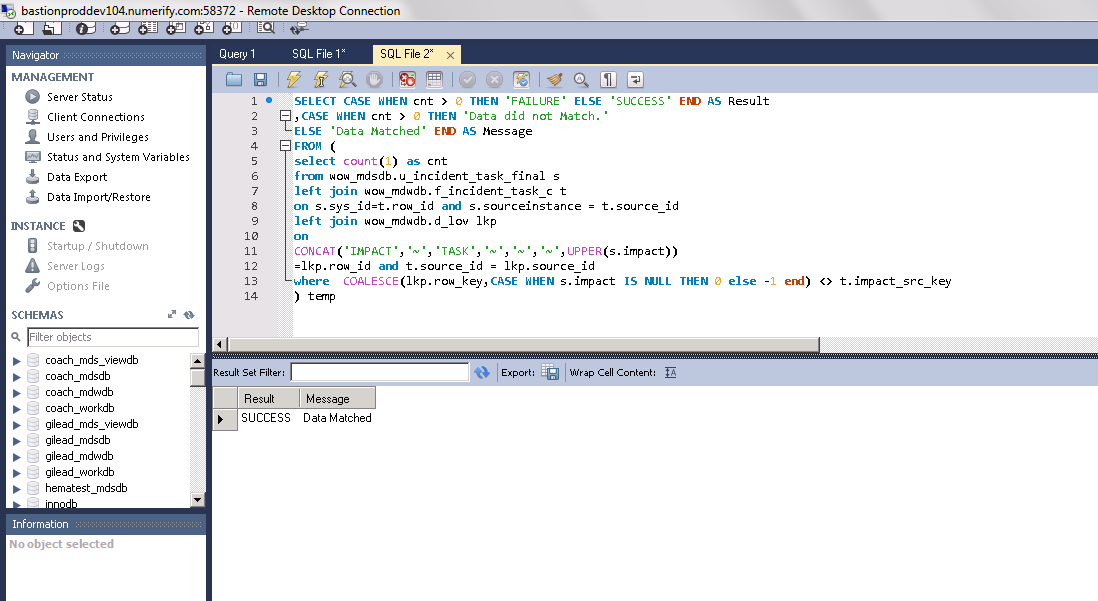 bastionproddev104.numerify.com:58372 - Remote Desktop Connection
Navigator
MANAGEMENT
Server Status
Client Connections
Users and Privileges
Status and System Variables
Data Export
Data Import/Restore
INSTANCE
Startup / Shutdown
Server Logs
Options File
SCHEMAS
Filter objects
coach_mds_viewdb
coach_mdsdb
coach_mdwdb
coach_workdb
gilead_mds_viewdb
gilead_mdsdb
gilead_mdwdb
gilead_workdb
hematest_mdsdb
innodb
Information
No object selected
Query 1 SQL File 1* SQL File 2*
1 SELECT CASE WHEN cnt > 0 THEN 'FAILURE' ELSE 'SUCCESS' END AS Result
2 ,CASE WHEN cnt > 0 THEN 'Data did not Match.'
3 ELSE 'Data Matched' END AS Message
4 FROM (
5 select count(1) as cnt
6 from wow_mdsdb.u_incident_task_final s
7 left join wow_mdwdb.f_incident_task_c t
8 on s.sys_id=t.row_id and s.sourceinstance = t.source_id
9 left join wow_mdwdb.d_lov lkp
10 on
11 CONCAT('IMPACT','~','TASK','~','~','~',UPPER(s.impact))
12 =lkp.row_id and t.source_id = lkp.source_id
13 where  COALESCE(lkp.row_key,CASE WHEN s.impact IS NULL THEN 0 else -1 end) <> t.impact_src_key
14 ) temp
Result Set Filter: Export: Wrap Cell Content:
Result Message
SUCCESS Data Matched